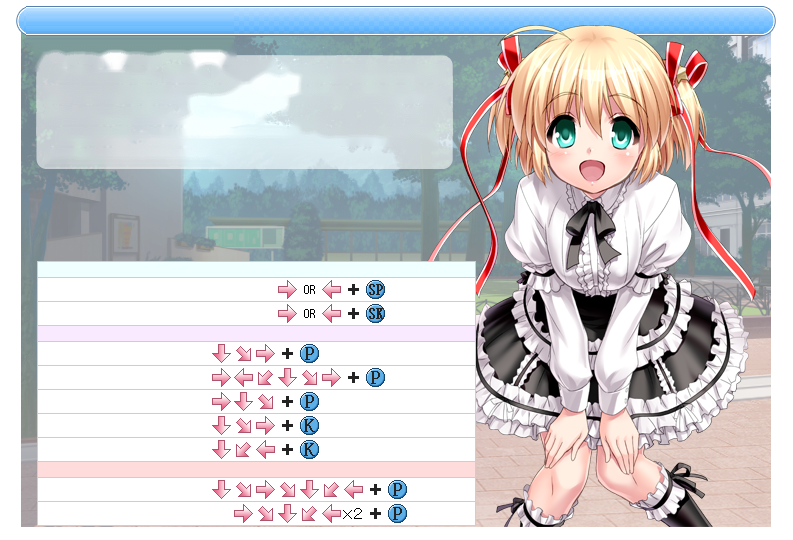 → OR ← + SP
→ OR ← + SK
↓ ↘ → + P
→ ← ↙ ↓ ↘ → + P
→ ↓ ↘ + P
↓ ↘ → + K
↓ ↙ ← + K
↓ ↘ → ↘ ↓ ↙ ← + P
→ ↘ ↓ ↙ ←×2 + P